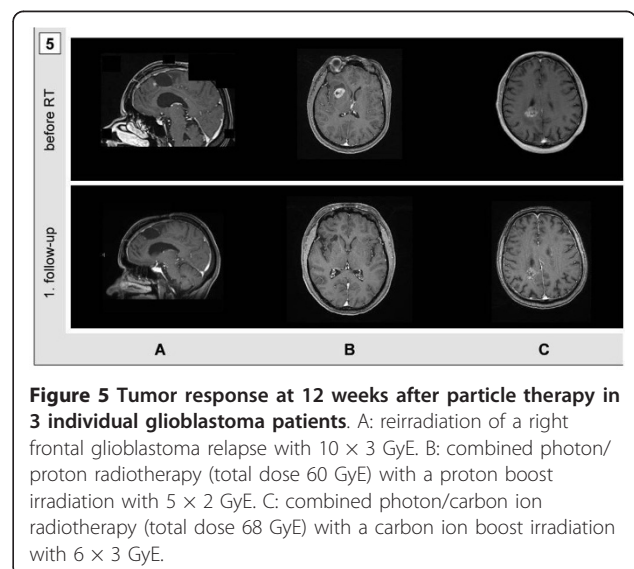 5
before RT
1. follow-up
A B C
Figure 5 Tumor response at 12 weeks after particle therapy in
3 individual glioblastoma patients. A: reirradiation of a right
frontal glioblastoma relapse with 10 × 3 GyE. B: combined photon/
proton radiotherapy (total dose 60 GyE) with a proton boost
irradiation with 5 × 2 GyE. C: combined photon/carbon ion
radiotherapy (total dose 68 GyE) with a carbon ion boost irradiation
with 6 × 3 GyE.